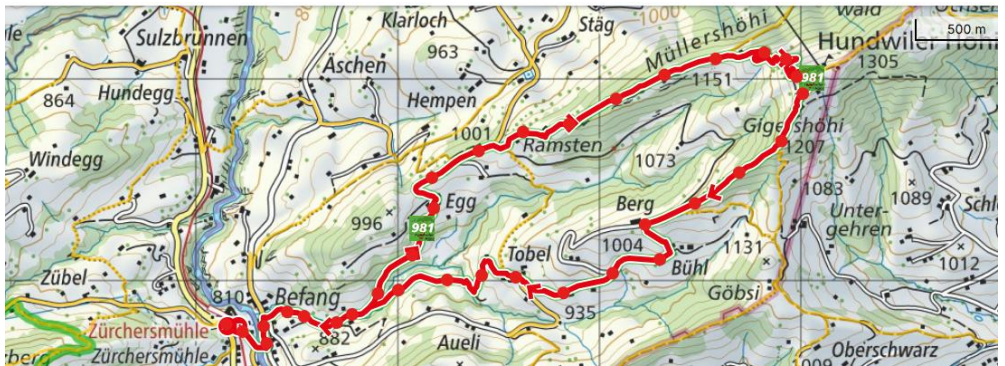 Klarloch
Stäg
1000
wald
500 m
Sulzbrunnen
963
Müllershöhi
Hundwiler Höhi
Äschen
1151
1305
864
Hundegg
Hempen
981
1001
Gigershöhi
Windegg
Ramsten
1073
1207
1083
1089
Egg
996
981
Berg
Unter-
gehren
1004
1131
Tobel
Bühl
1012
Zübel
810
Befang
Göbsi
935
Zürchersmühle
882
Zürchersmühle
Aueli
Oberschwarz